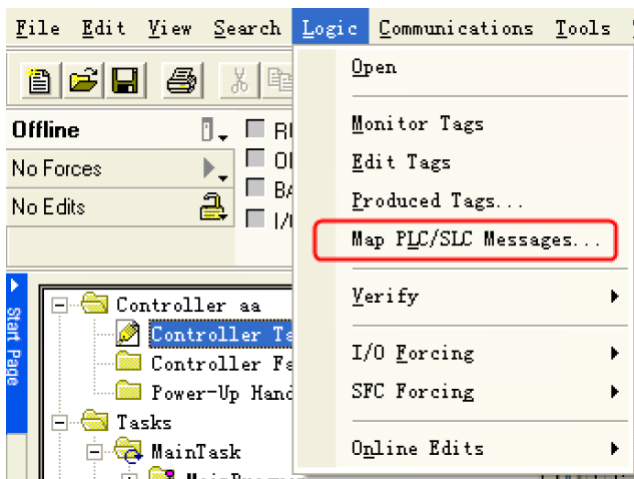 File Edit View Search Logic Communications Tools
Open
Offline
No Forces
No Edits
Monitor Tags
Edit Tags
Produced Tags...
Map PLC/SLC Messages...
Verify
I/O Forcing
SFC Forcing
Online Edits
Start Page
Controller aa
Controller Ta
Controller Fa
Power-Up Hand
Tasks
MainTask